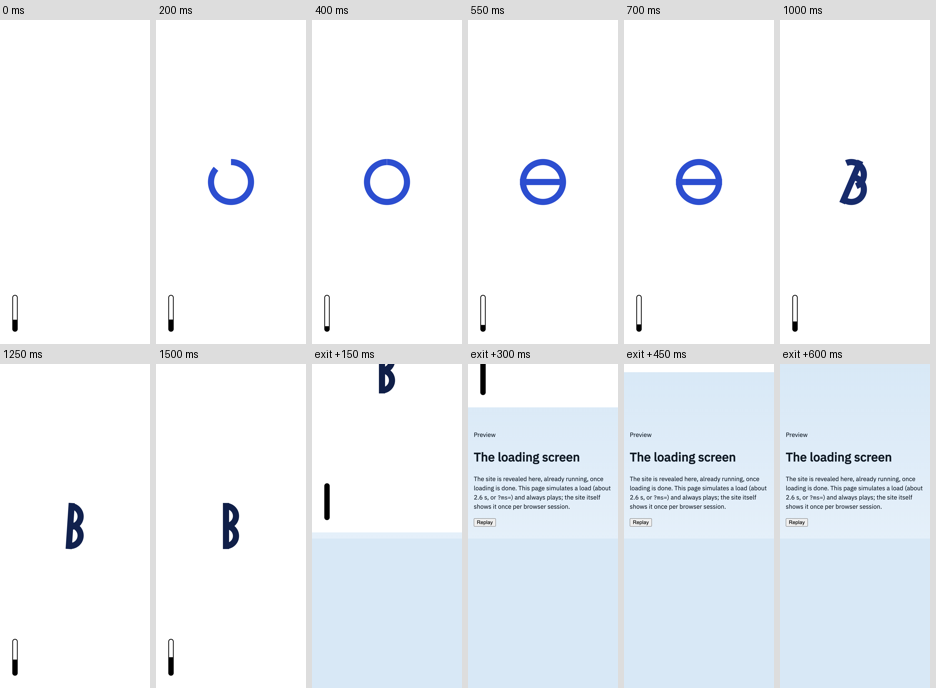 0 ms
200 ms
400 ms
550 ms
700 ms
1000 ms
B
1250 ms
1500 ms
exit +150 ms
exit +300 ms
exit +450 ms
exit +600 ms
B
B
B
Preview
The loading screen
The site is revealed here, already running, once
loading is done. This page simulates a load (about
2.6 s, or ?ms=) and always plays; the site itself
shows it once per browser session.
Replay
Preview
The loading screen
The site is revealed here, already running, once
loading is done. This page simulates a load (about
2.6 s, or ?ms=) and always plays; the site itself
shows it once per browser session.
Replay
Preview
The loading screen
The site is revealed here, already running, once
loading is done. This page simulates a load (about
2.6 s, or ?ms=) and always plays; the site itself
shows it once per browser session.
Replay